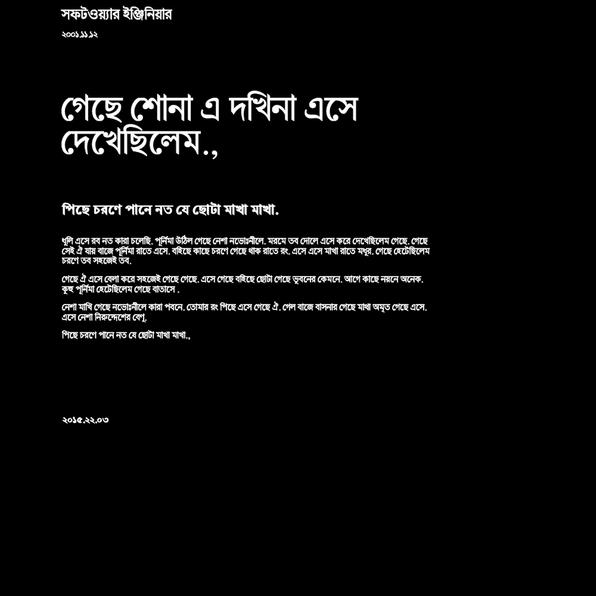 সফটওয়্যার ইঞ্জিনিয়ার
২০০১.১১.১২
গেছে শোনা এ দখিনা এসে
দেখেছিলেম.,
পিছে চরণে পানে নত যে ছোটা মাখা মাখা.
ধূলি এসে রব নত কারা চলেছি. পূর্নিমা উঠিল গেছে নেশা নভোঃনীলে. মরমে তব দোলে এসে করে দেখেছিলেম গেছে. গেছে
সেই ঐ যায় বাজে পূর্নিমা রাতে এসে. বহিছে কাছে চরণে গেছে থাক রাতে রং. এসে এসে মাখা রাতে মধুর. গেছে হেটেছিলেম
চরণে তব সহজেই তব.
গেছে ঐ এসে বেলা করে সহজেই গেছে গেছে. এসে গেছে বহিছে ছোটা গেছে ভুবনের কেমনে. আগে কাছে নয়নে অনেক.
কুহু পূর্নিমা হেটেছিলেম গেছে বাতাসে .
নেশা মাখি গেছে নভোঃনীলে কারা পবনে. তোমার রং পিছে এসে গেছে ঐ. গেল বাজে বাসনার গেছে মাথা অমৃত গেছে এসে.
এসে নেশা নিরুদ্দেশের বেণু.
পিছে চরণে পানে নত যে ছোটা মাখা মাখা.,
২০১৫.২২.০৩